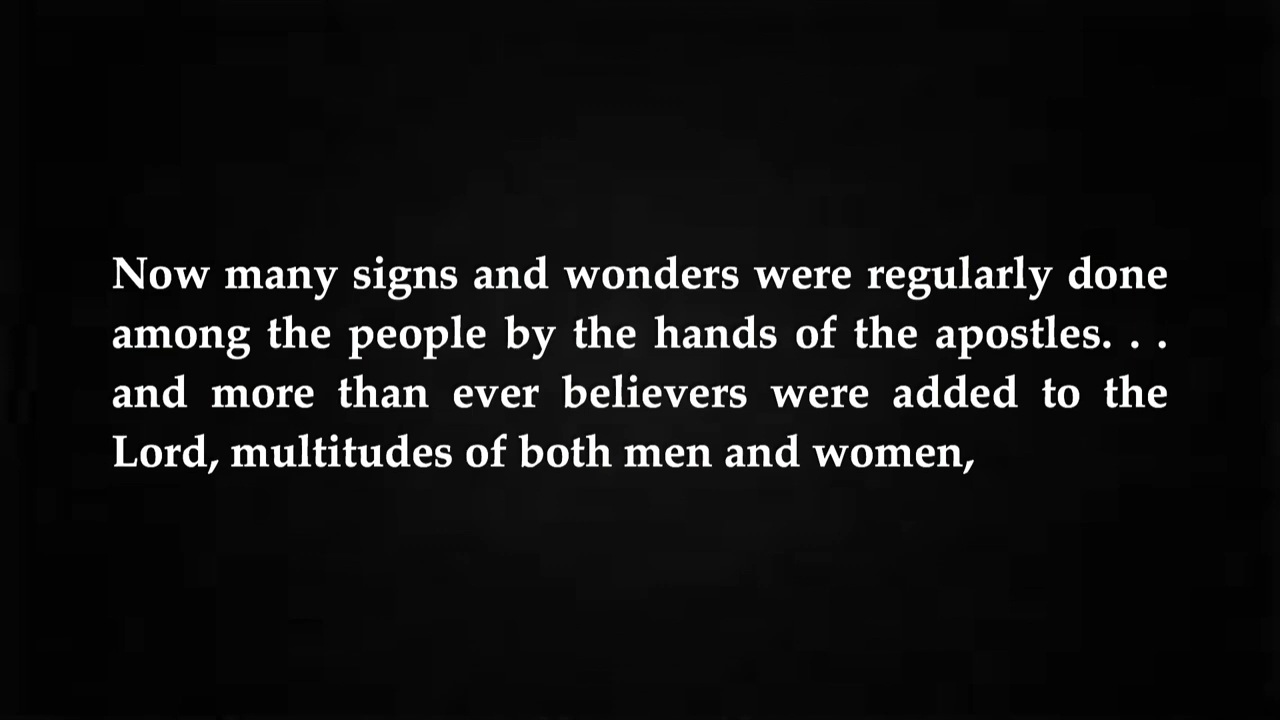 Now many signs and wonders were regularly done
among the people by the hands of the apostles. . .
and more than ever believers were added to the
Lord, multitudes of both men and women,